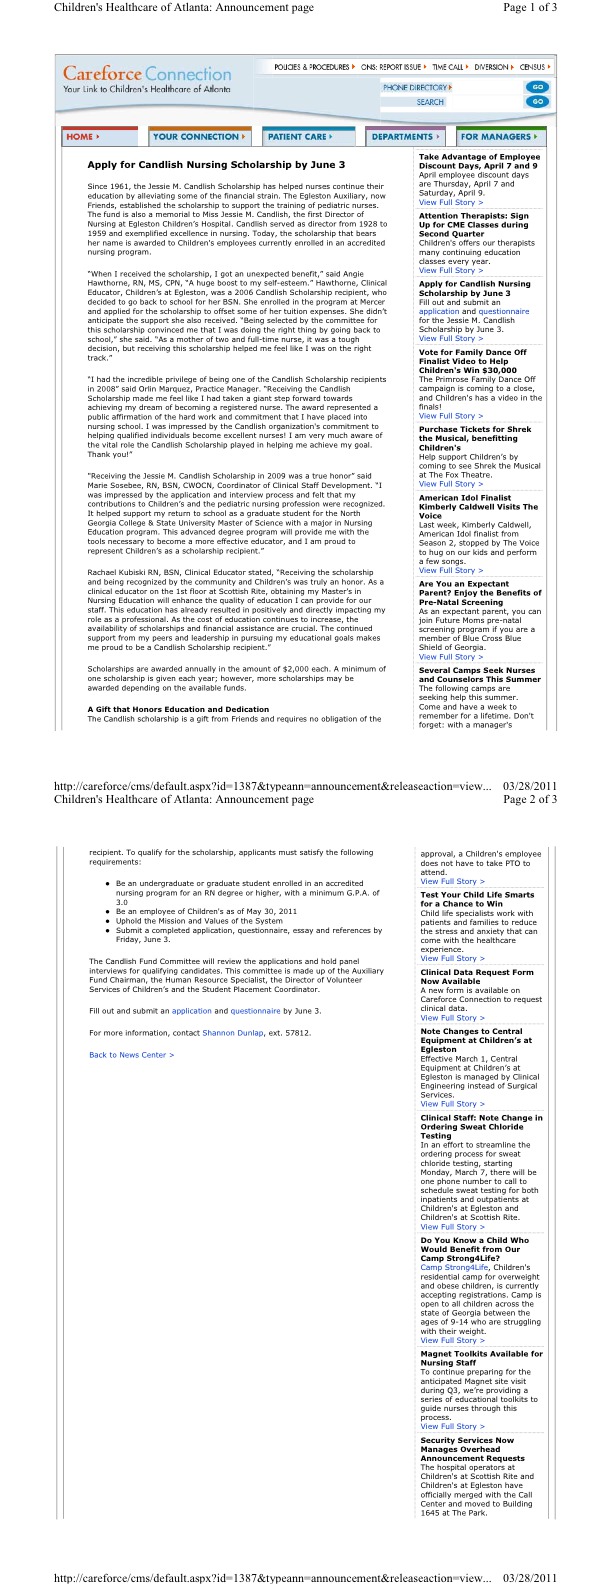 Children's Healthcare of Atlanta: Announcement page
Page 1 of 3
Careforce Connection
Your Link to Children's Healthcare of Atlanta
POLICIES & PROCEDURES
ONS: REPORT ISSUE
TIME CALL
DIVERSION
CENSUS
PHONE DIRECTORY
GO
SEARCH
GO
HOME
YOUR CONNECTION
PATIENT CARE
DEPARTMENTS
FOR MANAGERS
Apply for Candlish Nursing Scholarship by June 3
Since 1961, the Jessie M. Candlish Scholarship has helped nurses continue their
education by alleviating some of the financial strain. The Egleston Auxiliary, now
Friends, established the scholarship to support the training of pediatric nurses.
The fund is also a memorial to Miss Jessie M. Candlish, the first Director of
Nursing at Egleston Children's Hospital. Candlish served as director from 1928 to
1959 and exemplified excellence in nursing. Today, the scholarship that bears
her name is awarded to Children's employees currently enrolled in an accredited
nursing program.
"When I received the scholarship, I got an unexpected benefit," said Angie
Hawthorne, RN, MS, CPN, "A huge boost to my self-esteem." Hawthorne, Clinical
Educator, Children's at Egleston, was a 2006 Candlish Scholarship recipient, who
decided to go back to school for her BSN. She enrolled in the program at Mercer
and applied for the scholarship to offset some of her tuition expenses. She didn't
anticipate the support she also received. "Being selected by the committee for
this scholarship convinced me that I was doing the right thing by going back to
school," she said. "As a mother of two and full-time nurse, it was a tough
decision, but receiving this scholarship helped me feel like I was on the right
track."
"I had the incredible privilege of being one of the Candlish Scholarship recipients
in 2008" said Orlin Marquez, Practice Manager. "Receiving the Candlish
Scholarship made me feel like I had taken a giant step forward towards
achieving my dream of becoming a registered nurse. The award represented a
public affirmation of the hard work and commitment that I have placed into
nursing school. I was impressed by the Candlish organization's commitment to
helping qualified individuals become excellent nurses! I am very much aware of
the vital role the Candlish Scholarship played in helping me achieve my goal.
Thank you!"
"Receiving the Jessie M. Candlish Scholarship in 2009 was a true honor" said
Marie Sosebee, RN, BSN, CWOCN, Coordinator of Clinical Staff Development. "I
was impressed by the application and interview process and felt that my
contributions to Children's and the pediatric nursing profession were recognized.
It helped support my return to school as a graduate student for the North
Georgia College & State University Master of Science with a major in Nursing
Education program. This advanced degree program will provide me with the
tools necessary to become a more effective educator, and I am proud to
represent Children's as a scholarship recipient."
Rachael Kubiski RN, BSN, Clinical Educator stated, "Receiving the scholarship
and being recognized by the community and Children's was truly an honor. As a
clinical educator on the 1st floor at Scottish Rite, obtaining my Master's in
Nursing Education will enhance the quality of education I can provide for our
staff. This education has already resulted in positively and directly impacting my
role as a professional. As the cost of education continues to increase, the
availability of scholarships and financial assistance are crucial. The continued
support from my peers and leadership in pursuing my educational goals makes
me proud to be a Candlish Scholarship recipient."
Scholarships are awarded annually in the amount of $2,000 each. A minimum of
one scholarship is given each year; however, more scholarships may be
awarded depending on the available funds.
A Gift that Honors Education and Dedication
The Candlish scholarship is a gift from Friends and requires no obligation of the
Take Advantage of Employee
Discount Days, April 7 and 9
April employee discount days
are Thursday, April 7 and
Saturday, April 9.
View Full Story >
Attention Therapists: Sign
Up for CME Classes during
Second Quarter
Children's offers our therapists
many continuing education
classes every year.
View Full Story >
Apply for Candlish Nursing
Scholarship by June 3
Fill out and submit an
application and questionnaire
for the Jessie M. Candlish
Scholarship by June 3.
View Full Story >
Vote for Family Dance Off
Finalist Video to Help
Children's Win $30,000
The Primrose Family Dance Off
campaign is coming to a close,
and Children's has a video in the
finals!
View Full Story >
Purchase Tickets for Shrek
the Musical, benefitting
Children's
Help support Children's by
coming to see Shrek the Musical
at The Fox Theatre.
View Full Story >
American Idol Finalist
Kimberly Caldwell Visits The
Voice
Last week, Kimberly Caldwell,
American Idol finalist from
Season 2, stopped by The Voice
to hug on our kids and perform
a few songs.
View Full Story >
Are You an Expectant
Parent? Enjoy the Benefits of
Pre-Natal Screening
As an expectant parent, you can
join Future Moms pre-natal
screening program if you are a
member of Blue Cross Blue
Shield of Georgia.
View Full Story >
Several Camps Seek Nurses
and Counselors This Summer
The following camps are
seeking help this summer.
Come and have a week to
remember for a lifetime. Don't
forget: with a manager's
http://careforce/cms/default.aspx?id=1387&typeann=announcement&releaseaction=view... 03/28/2011
Children's Healthcare of Atlanta: Announcement page
Page 2 of 3
recipient. To qualify for the scholarship, applicants must satisfy the following
requirements:
● Be an undergraduate or graduate student enrolled in an accredited
nursing program for an RN degree or higher, with a minimum G.P.A. of
3.0
● Be an employee of Children's as of May 30, 2011
● Uphold the Mission and Values of the System
● Submit a completed application, questionnaire, essay and references by
Friday, June 3.
The Candlish Fund Committee will review the applications and hold panel
interviews for qualifying candidates. This committee is made up of the Auxiliary
Fund Chairman, the Human Resource Specialist, the Director of Volunteer
Services of Children's and the Student Placement Coordinator.
Fill out and submit an application and questionnaire by June 3.
For more information, contact Shannon Dunlap, ext. 57812.
Back to News Center >
approval, a Children's employee
does not have to take PTO to
attend.
View Full Story >
Test Your Child Life Smarts
for a Chance to Win
Child life specialists work with
patients and families to reduce
the stress and anxiety that can
come with the healthcare
experience.
View Full Story >
Clinical Data Request Form
Now Available
A new form is available on
Careforce Connection to request
clinical data.
View Full Story >
Note Changes to Central
Equipment at Children's at
Egleston
Effective March 1, Central
Equipment at Children's at
Egleston is managed by Clinical
Engineering instead of Surgical
Services.
View Full Story >
Clinical Staff: Note Change in
Ordering Sweat Chloride
Testing
In an effort to streamline the
ordering process for sweat
chloride testing, starting
Monday, March 7, there will be
one phone number to call to
schedule sweat testing for both
inpatients and outpatients at
Children's at Egleston and
Children's at Scottish Rite.
View Full Story >
Do You Know a Child Who
Would Benefit from Our
Camp Strong4Life?
Camp Strong4Life, Children's
residential camp for overweight
and obese children, is currently
accepting registrations. Camp is
open to all children across the
state of Georgia between the
ages of 9-14 who are struggling
with their weight.
View Full Story >
Magnet Toolkits Available for
Nursing Staff
To continue preparing for the
anticipated Magnet site visit
during Q3, we're providing a
series of educational toolkits to
guide nurses through this
process.
View Full Story >
Security Services Now
Manages Overhead
Announcement Requests
The hospital operators at
Children's at Scottish Rite and
Children's at Egleston have
officially merged with the Call
Center and moved to Building
1645 at The Park.
http://careforce/cms/default.aspx?id=1387&typeann=announcement&releaseaction=view... 03/28/2011